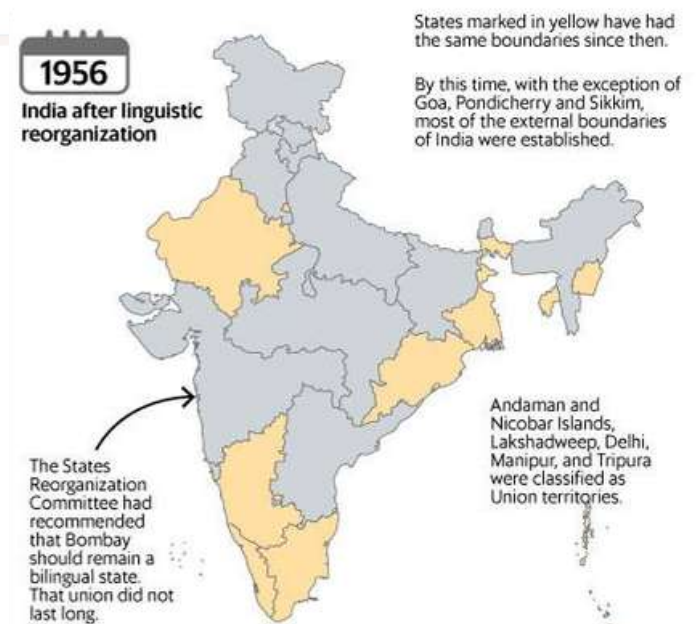 1956
India after linguistic
reorganization
States marked in yellow have had
the same boundaries since then.
By this time, with the exception of
Goa, Pondicherry and Sikkim,
most of the external boundaries
of India were established.
Andaman and
Nicobar Islands,
Lakshadweep, Delhi,
Manipur, and Tripura
were classified as
Union territories.
The States
Reorganization
Committee had
recommended
that Bombay
should remain a
bilingual state.
That union did not
last long.